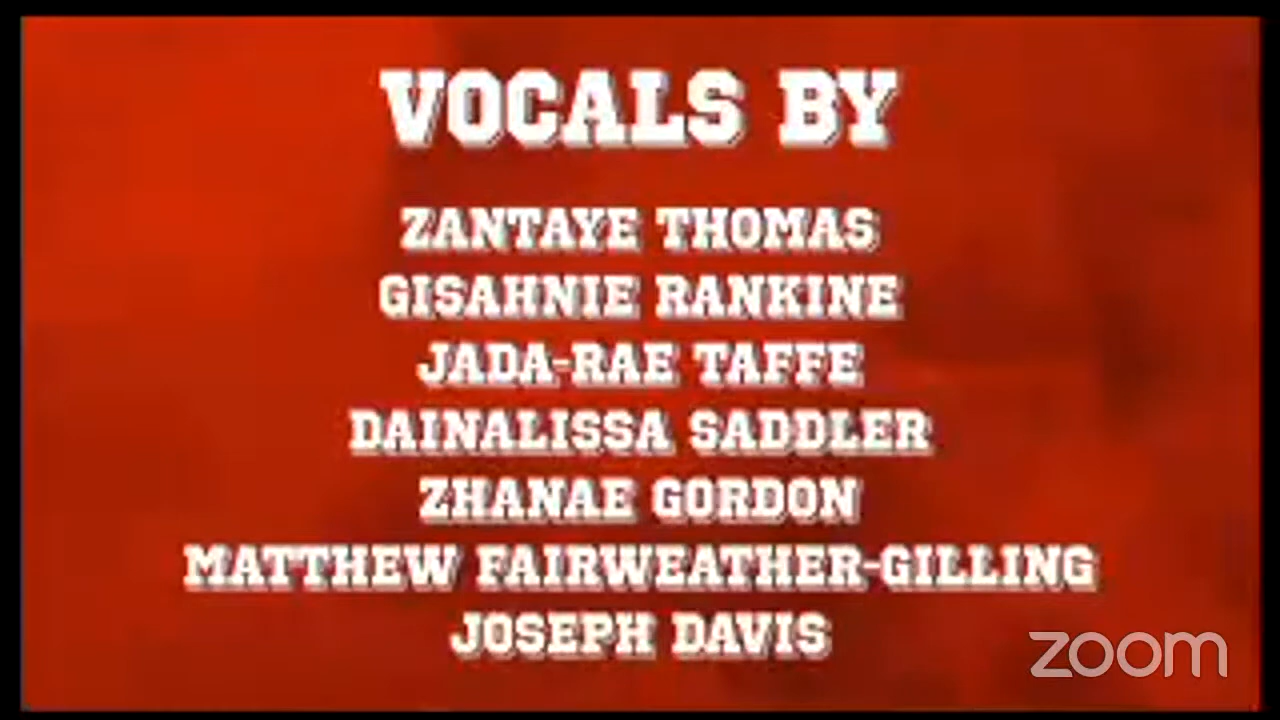 VOCALS BY
ZANTAYE THOMAS
GISAHNIE RANKINE
JADA-RAE TAFFE
DAINALISSA SADDLER
ZHANAE GORDON
MATTHEW FAIRWEATHER-GILLING
JOSEPH DAVIS
zoom